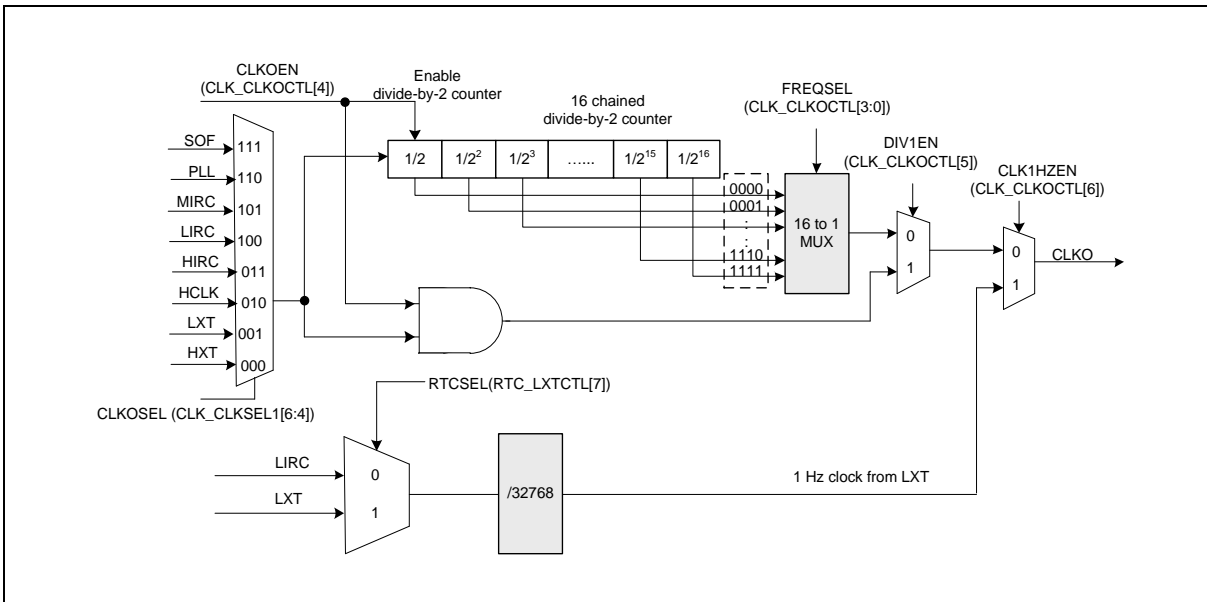 CLKOEN
(CLK_CLKOCTL[4])
Enable
divide-by-2 counter
16 chained
divide-by-2 counter
FREQSEL
(CLK_CLKOCTL[3:0])
DIV1EN
(CLK_CLKOCTL[5])
CLK1HZEN
(CLK_CLKOCTL[6])
SOF 111
PLL 110
MIRC 101
LIRC 100
HIRC 011
HCLK 010
LXT 001
HXT 000
CLKOSEL (CLK_CLKSEL1[6:4])
1/2 1/2² 1/2³ …... 1/2¹⁵ 1/2¹⁶
0000
0001
:
:
1110
1111
16 to 1
MUX
0
1
0
1
CLKO
RTCSEL(RTC_LXTCTL[7])
LIRC 0
LXT 1
/32768
1 Hz clock from LXT